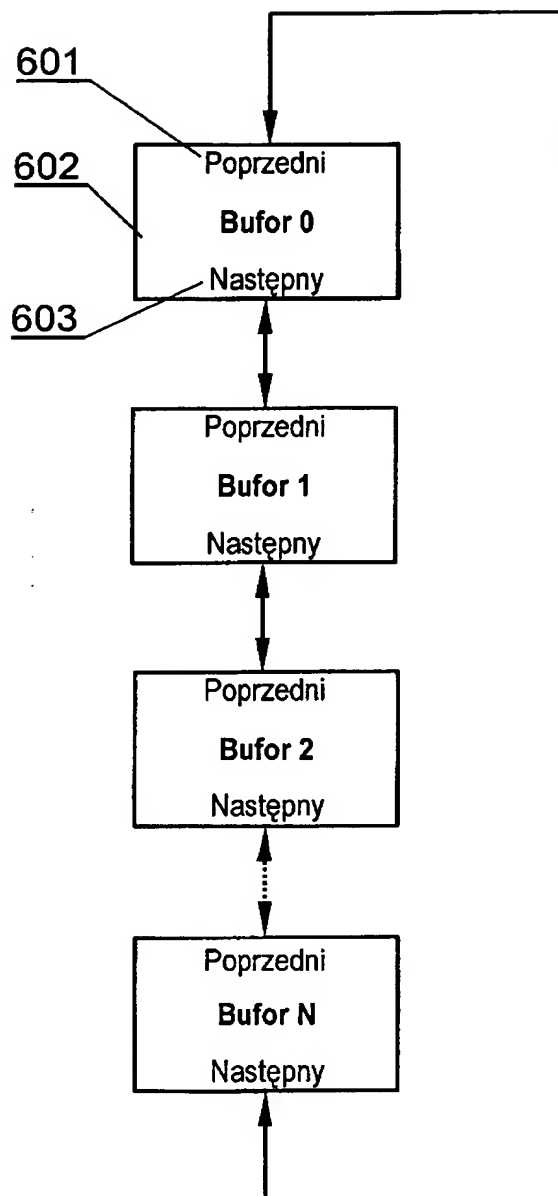 601
Poprzedni
602
Bufor 0
Następny
603
Poprzedni
Bufor 1
Następny
Poprzedni
Bufor 2
Następny
Poprzedni
Bufor N
Następny